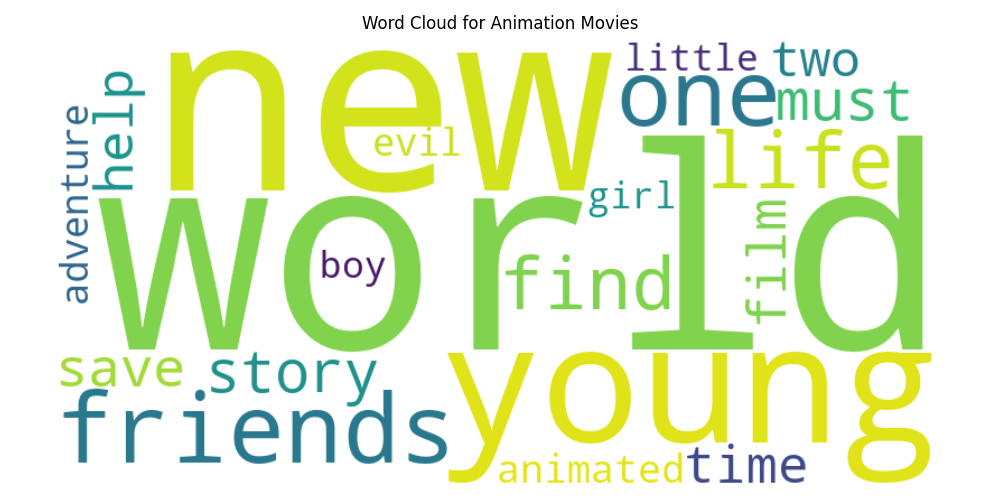 Word Cloud for Animation Movies
little two
new one must
help
adventure
evil
life
world
girl
film
boy
find
save story young
friends
animated time